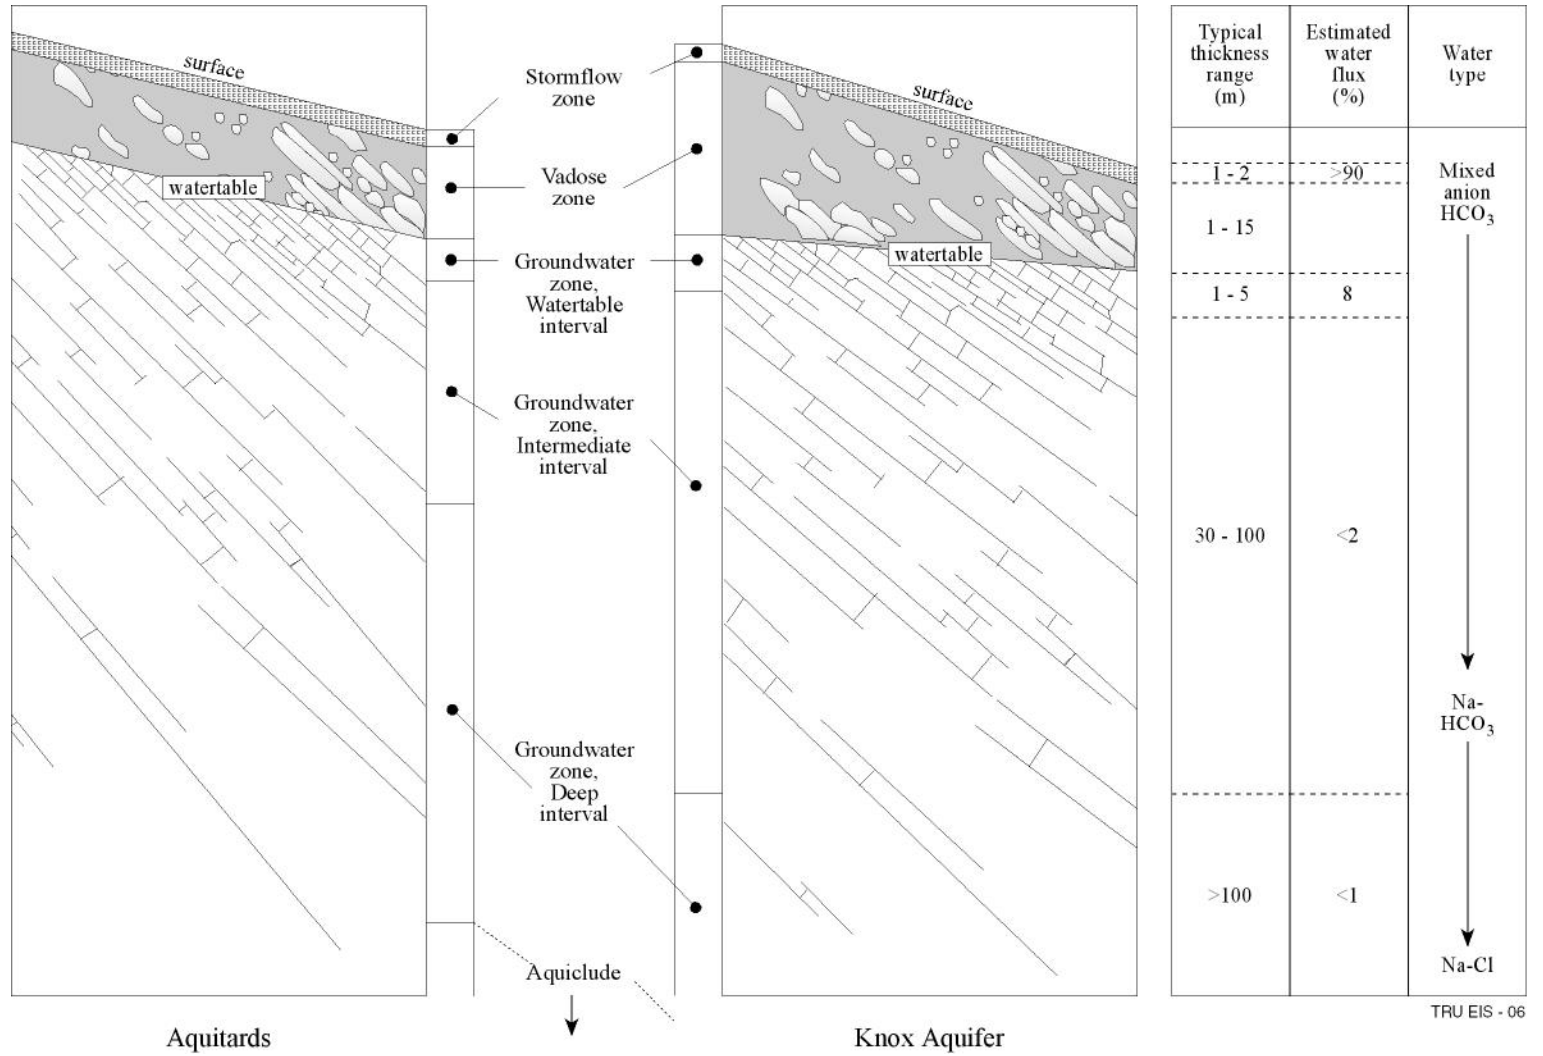 surface
watertable
Stormflow
zone
Vadose
zone
Groundwater
zone,
Watertable
interval
Groundwater
zone,
Intermediate
interval
Groundwater
zone,
Deep
interval
Aquiclude
surface
watertable
Typical
thickness
range
(m)
Estimated
water
flux
(%)
Water
type
1 - 2
>90
1 - 15
1 - 5
8
30 - 100
<2
>100
<1
Mixed
anion
HCO₃
Na-
HCO₃
Na-Cl
TRU EIS - 06
Aquitards
Knox Aquifer